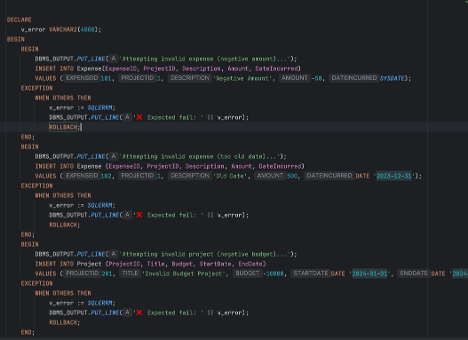 DECLARE
v_error VARCHAR2(4000);
BEGIN
BEGIN
DBMS_OUTPUT.PUT_LINE( A 'Attempting invalid expense (negative amount)...');
INSERT INTO Expense(ExpenseID, ProjectID, Description, Amount, DateIncurred)
VALUES ( EXPENSEID 101, PROJECTID 1, DESCRIPTION 'Negative Amount', AMOUNT -50, DATEINCURRED SYSDATE);
EXCEPTION
WHEN OTHERS THEN
v_error := SQLERRM;
DBMS_OUTPUT.PUT_LINE( A '❌ Expected fail: ' || v_error);
ROLLBACK;
END;
BEGIN
DBMS_OUTPUT.PUT_LINE( A 'Attempting invalid expense (too old date)...');
INSERT INTO Expense (ExpenseID, ProjectID, Description, Amount, DateIncurred)
VALUES ( EXPENSEID 102, PROJECTID 1, DESCRIPTION 'Old Date', AMOUNT 500, DATEINCURRED DATE '2023-12-31');
EXCEPTION
WHEN OTHERS THEN
v_error := SQLERRM;
DBMS_OUTPUT.PUT_LINE( A '❌ Expected fail: ' || v_error);
ROLLBACK;
END;
BEGIN
DBMS_OUTPUT.PUT_LINE( A 'Attempting invalid project (negative budget)...');
INSERT INTO Project (ProjectID, Title, Budget, StartDate, EndDate)
VALUES ( PROJECTID 201, TITLE 'Invalid Budget Project', BUDGET -10000, STARTDATE DATE '2024-01-01', ENDDATE DATE
EXCEPTION
WHEN OTHERS THEN
v_error := SQLERRM;
DBMS_OUTPUT.PUT_LINE( A '❌ Expected fail: ' || v_error);
ROLLBACK;
END;